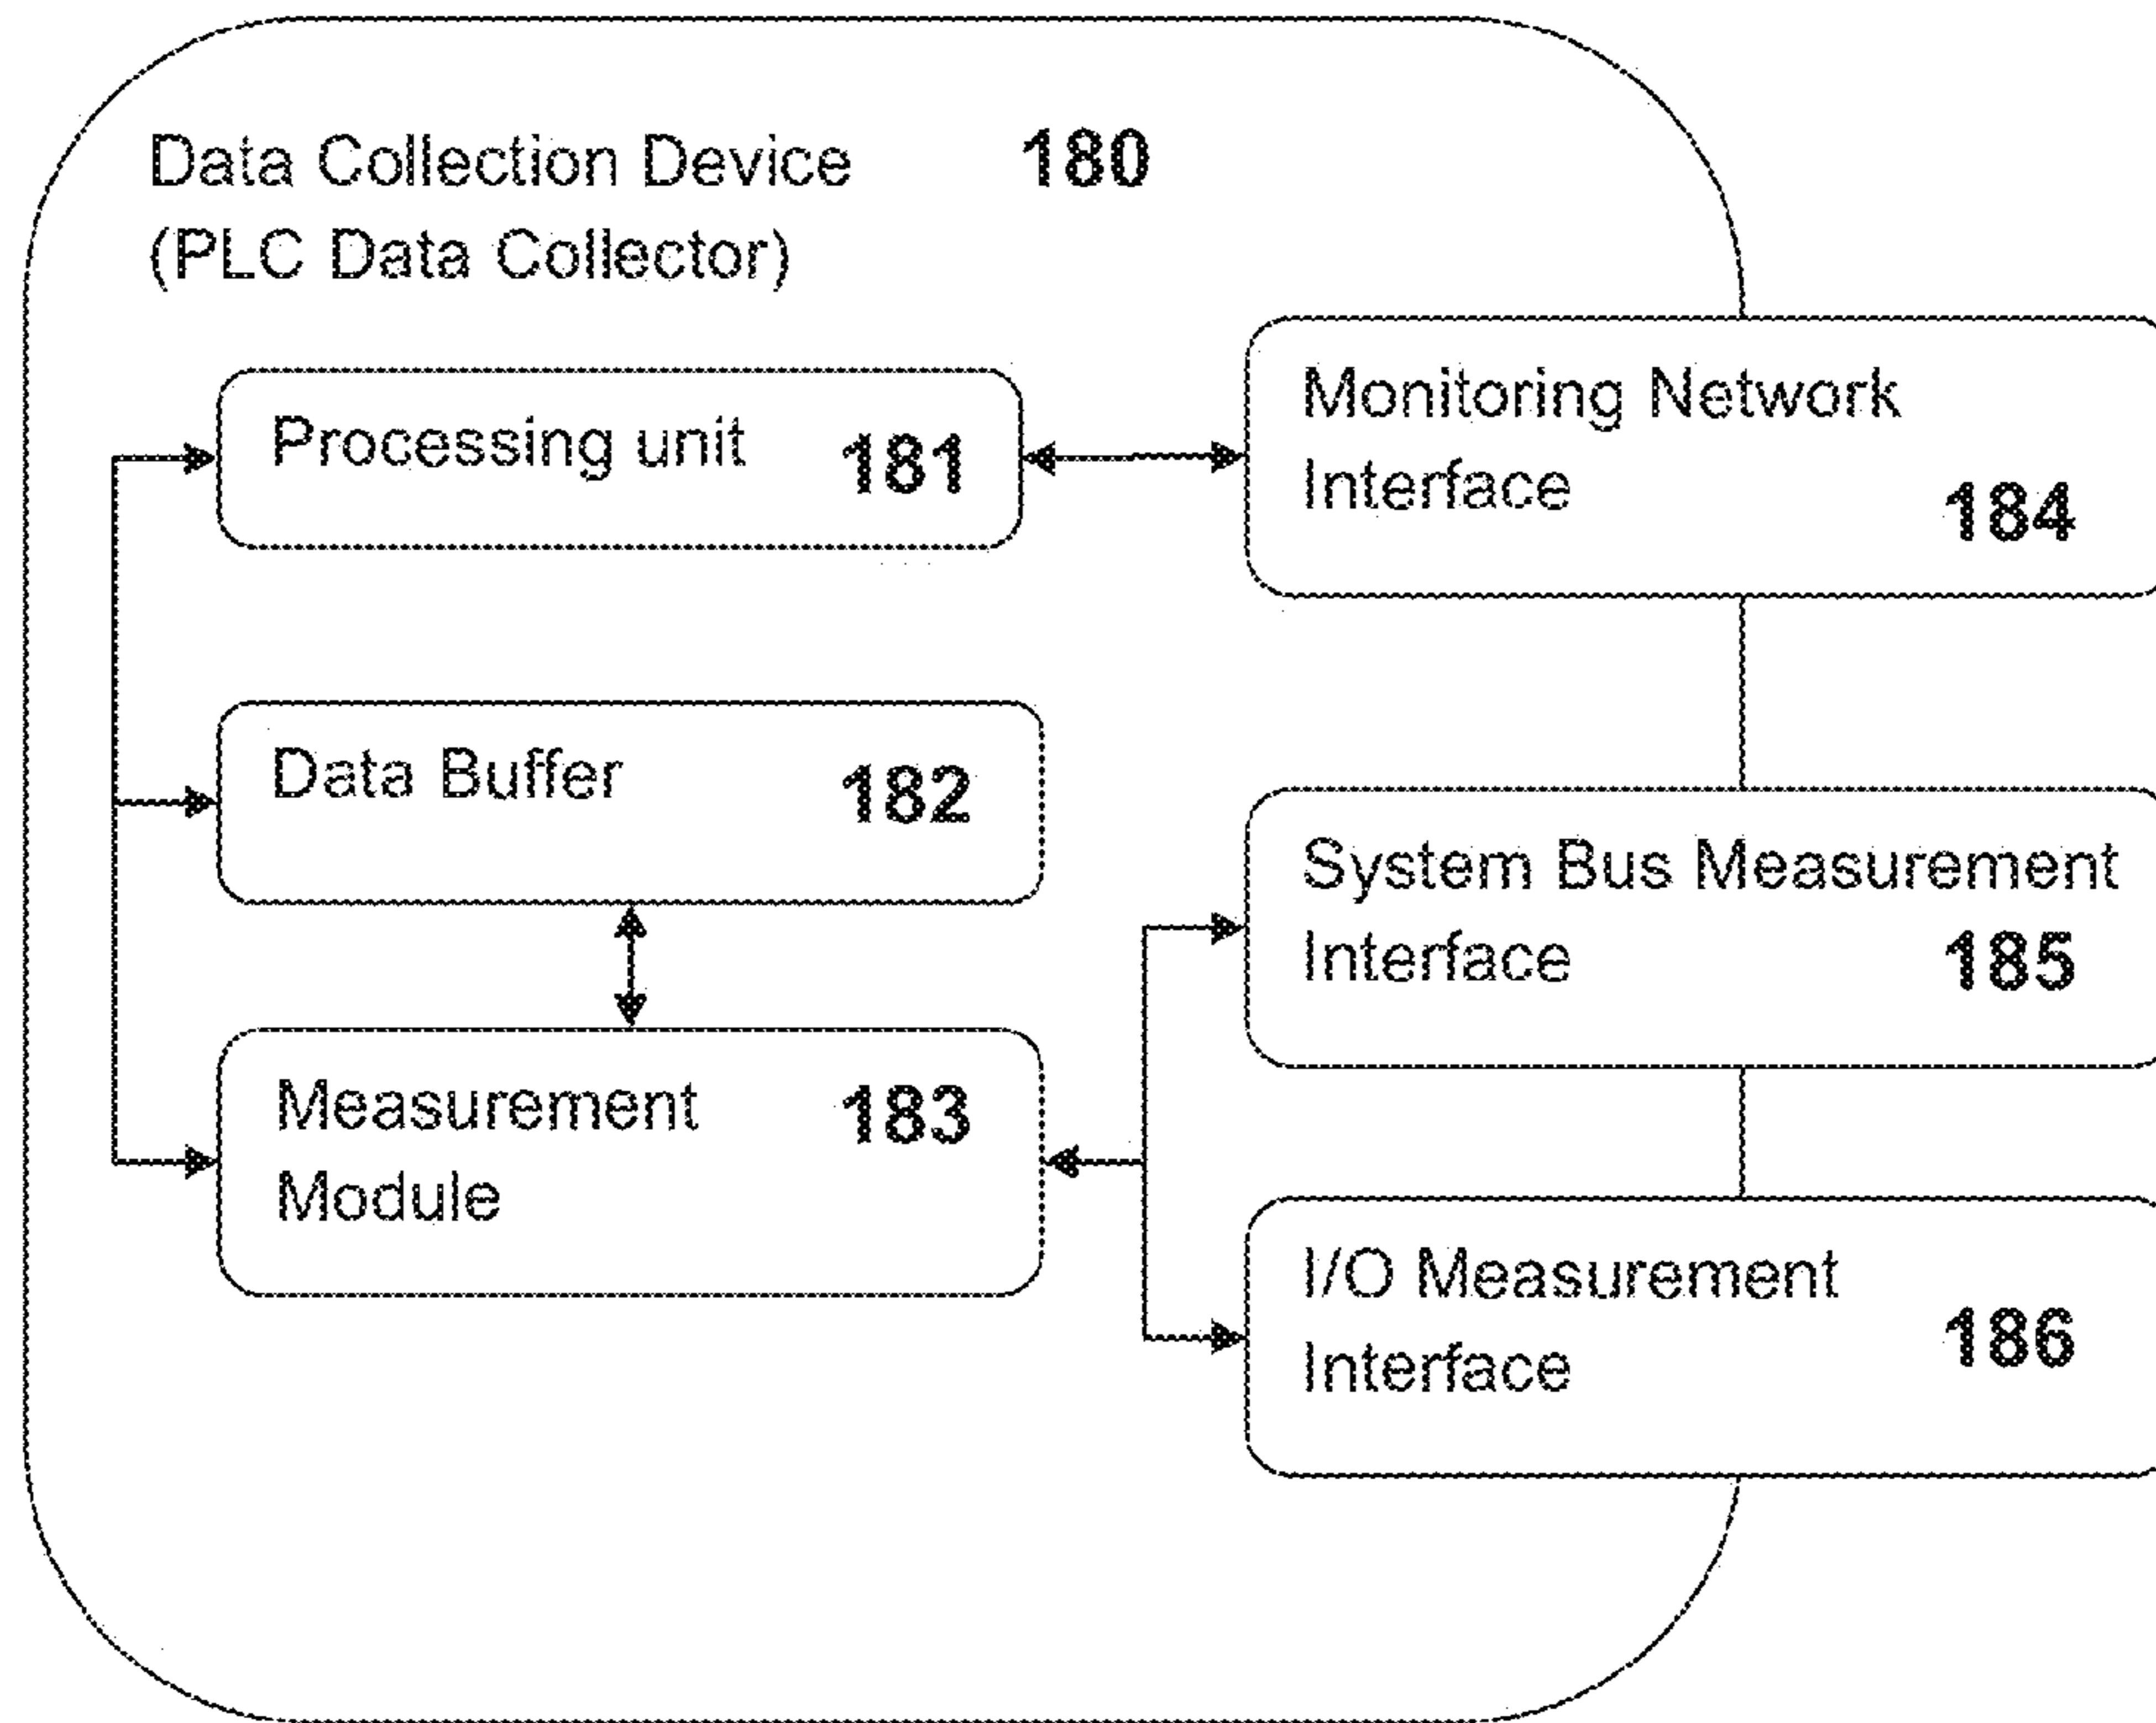 Data Collection Device 180
(PLC Data Collector)
Processing unit 181
Monitoring Network
Interface 184
Data Buffer 182
System Bus Measurement
Interface 185
Measurement 183
Module
I/O Measurement
Interface 186